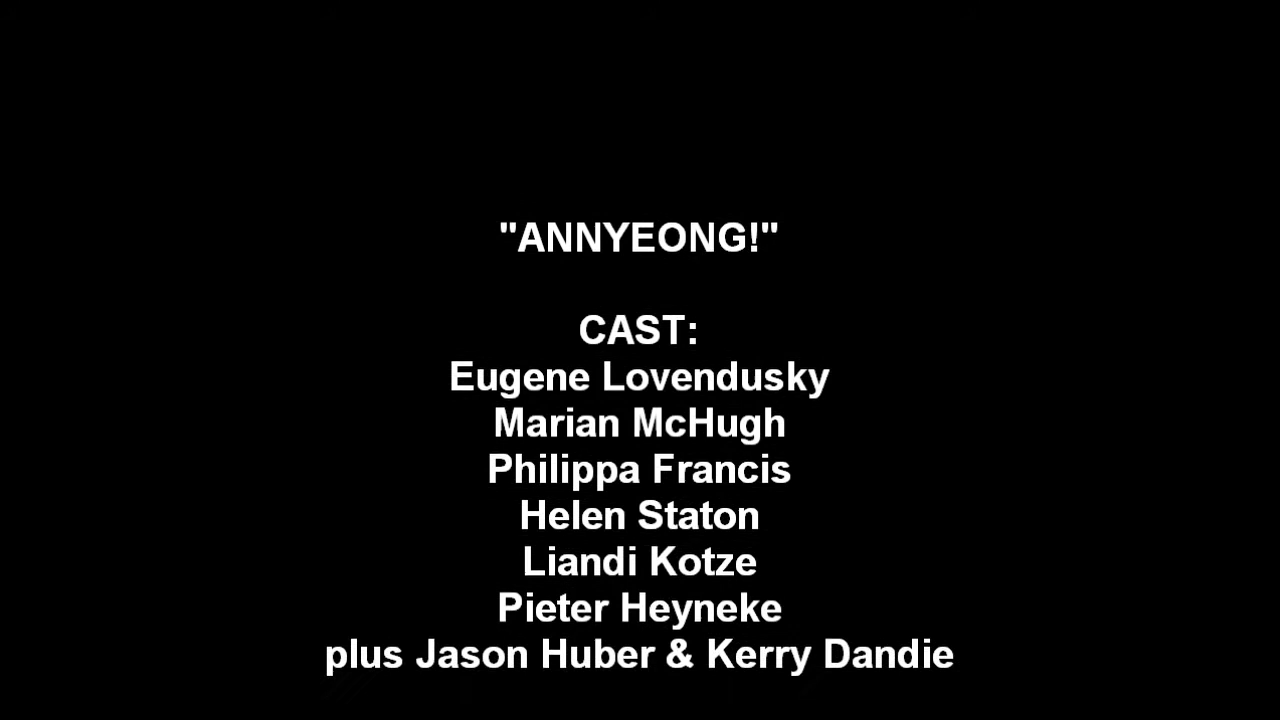 "ANNYEONG!"
CAST:
Eugene Lovendusky
Marian McHugh
Philippa Francis
Helen Staton
Liandi Kotze
Pieter Heyneke
plus Jason Huber & Kerry Dandie